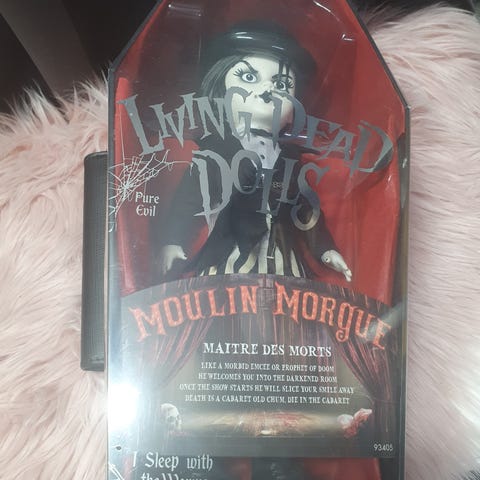 LIVING DEAD
DOLLS
Pure
Evil
MOULIN MORGUE
MAITRE DES MORTS
LIKE A MORBID EMCEE OR PROPHET OF DOOM
HE WELCOMES YOU INTO THE DARKENED ROOM
ONCE THE SHOW STARTS HE WILL SLICE YOUR SMILE AWAY
DEATH IS A CABARET OLD CHUM, DIE IN THE CABARET
93405
I Sleep with
the